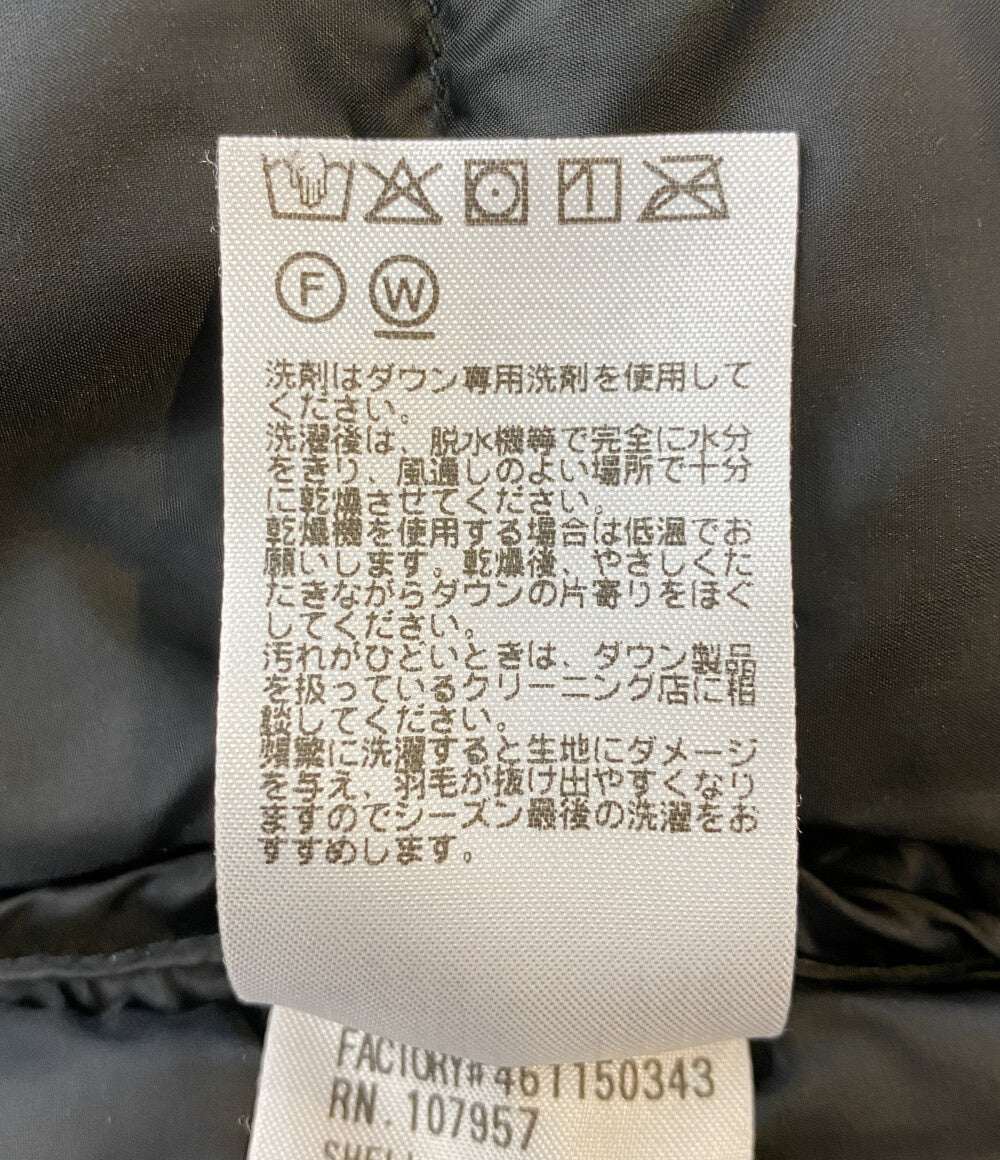 F W
洗剤はダウン専用洗剤を使用して
ください。
洗濯後は、脱水機等で完全に水分
をきり、風通しのよい場所で十分
に乾燥させてください。
乾燥機を使用する場合は低温でお
願いします。乾燥後、やさしくた
たきながらダウンの片寄りをほぐ
してください。
汚れがひどいときは、ダウン製品
を扱っているクリーニング店に相
談してください。
頻繁に洗濯すると生地にダメージ
を与え、羽毛が抜け出やすくなり
ますのでシーズン最後の洗濯をお
すすめします。
FACTORY#461150343
RN.107957
SHELL